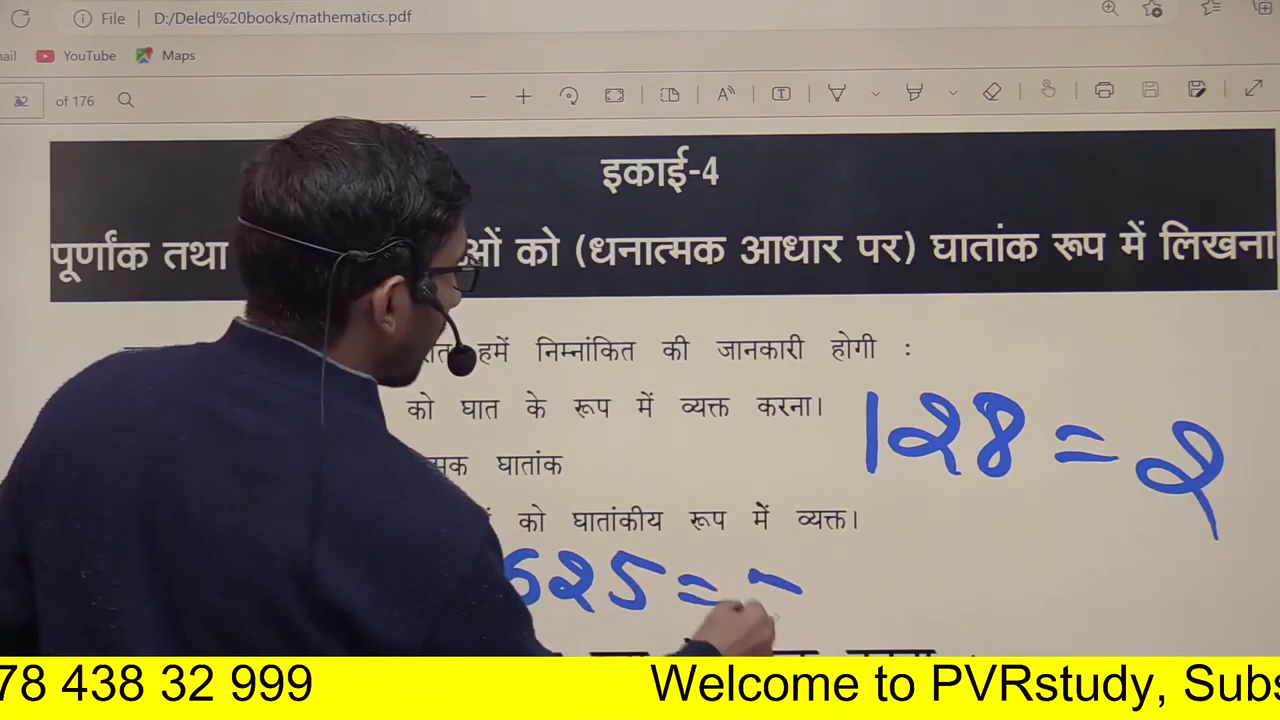 File | D:/Deled%20books/mathematics.pdf
ail YouTube Maps
of 176
इकाई-4
पूर्णांक तथा ओं को (धनात्मक आधार पर) घातांक रूप में लिखना
हमें निम्नांकित की जानकारी होगी :
को घात के रूप में व्यक्त करना।
128 = 2
मक घातांक
को घातांकीय रूप में व्यक्त।
625 =
78 438 32 999 Welcome to PVRstudy, Subs